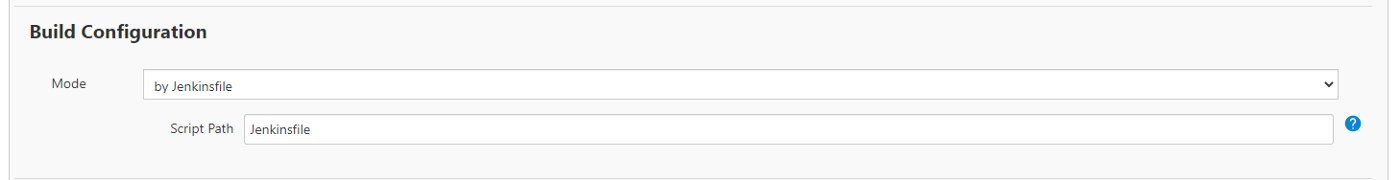 Build Configuration
Mode by Jenkinsfile
Script Path Jenkinsfile ?